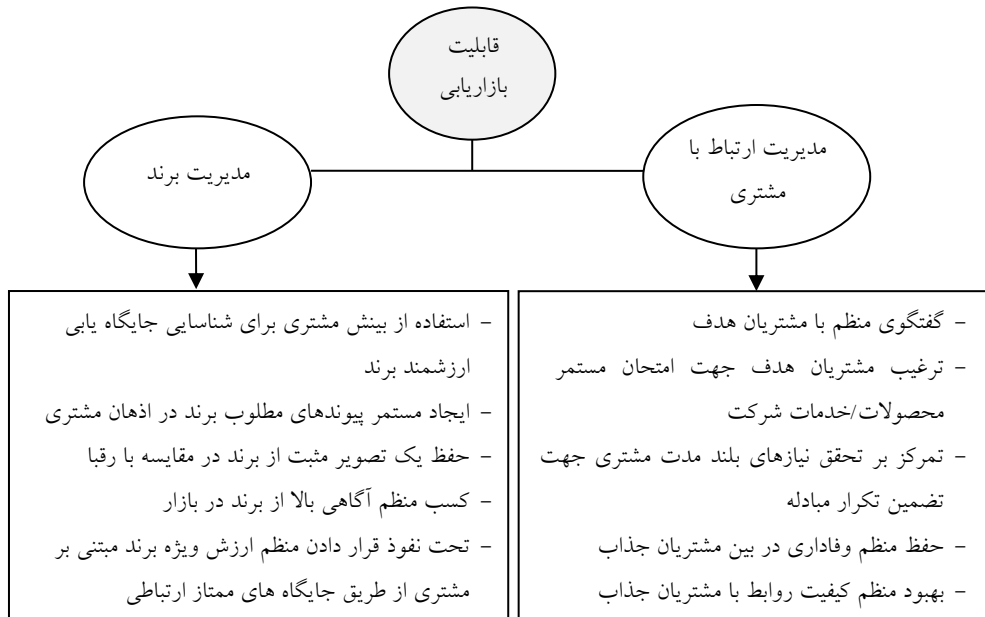 قابلیت
بازاریابی
مدیریت ارتباط با
مشتری
مدیریت برند
- گفتگوی منظم با مشتریان هدف
- ترغیب مشتریان هدف جهت امتحان مستمر
محصولات/خدمات شرکت
- تمرکز بر تحقق نیازهای بلند مدت مشتری جهت
تضمین تکرار مبادله
- حفظ منظم وفاداری در بین مشتریان جذاب
- بهبود منظم کیفیت روابط با مشتریان جذاب
- استفاده از بینش مشتری برای شناسایی جایگاه یابی
ارزشمند برند
- ایجاد مستمر پیوندهای مطلوب برند در اذهان مشتری
- حفظ یک تصویر مثبت از برند در مقایسه با رقبا
- کسب منظم آگاهی بالا از برند در بازار
- تحت نفوذ قرار دادن منظم ارزش ویژه برند مبتنی بر
مشتری از طریق جایگاه های ممتاز ارتباطی